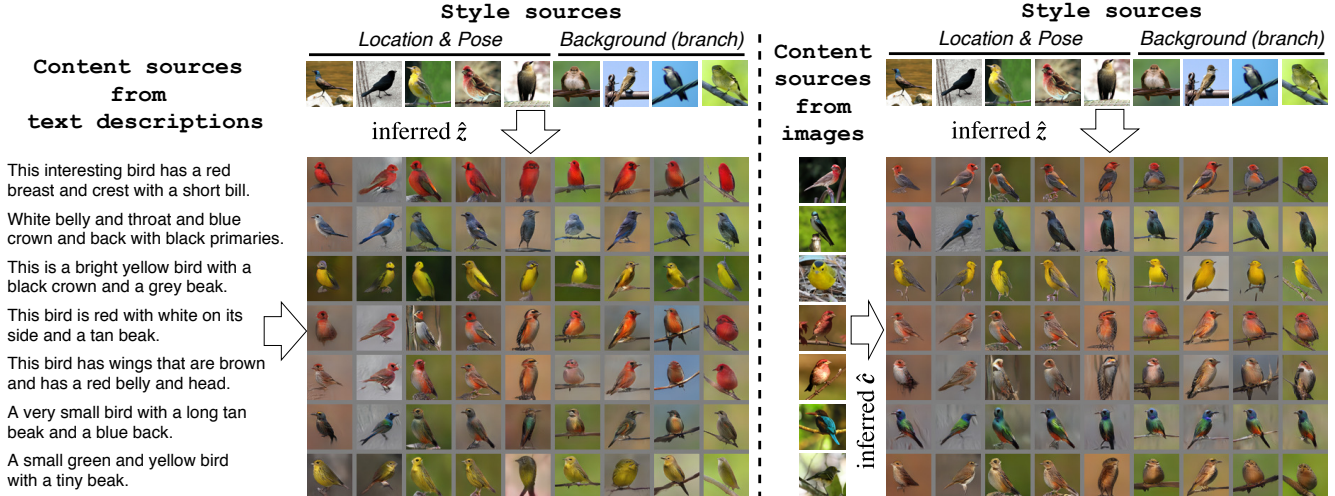 Style sources
Location & Pose
Background (branch)
Content sources
from
text descriptions
inferred ẑ
This interesting bird has a red
breast and crest with a short bill.
White belly and throat and blue
crown and back with black primaries.
This is a bright yellow bird with a
black crown and a grey beak.
This bird is red with white on its
side and a tan beak.
This bird has wings that are brown
and has a red belly and head.
A very small bird with a long tan
beak and a blue back.
A small green and yellow bird
with a tiny beak.
Style sources
Location & Pose
Background (branch)
Content
sources
from
images
inferred ẑ
inferred ĉ